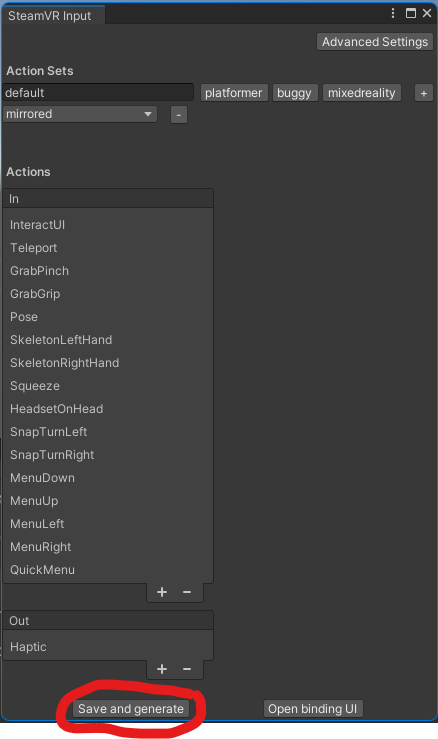 SteamVR Input
Advanced Settings
Action Sets
default platformer buggy mixedreality +
mirrored -
Actions
In
InteractUI
Teleport
GrabPinch
GrabGrip
Pose
SkeletonLeftHand
SkeletonRightHand
Squeeze
HeadsetOnHead
SnapTurnLeft
SnapTurnRight
MenuDown
MenuUp
MenuLeft
MenuRight
QuickMenu
+ -
Out
Haptic
+ -
Save and generate Open binding UI